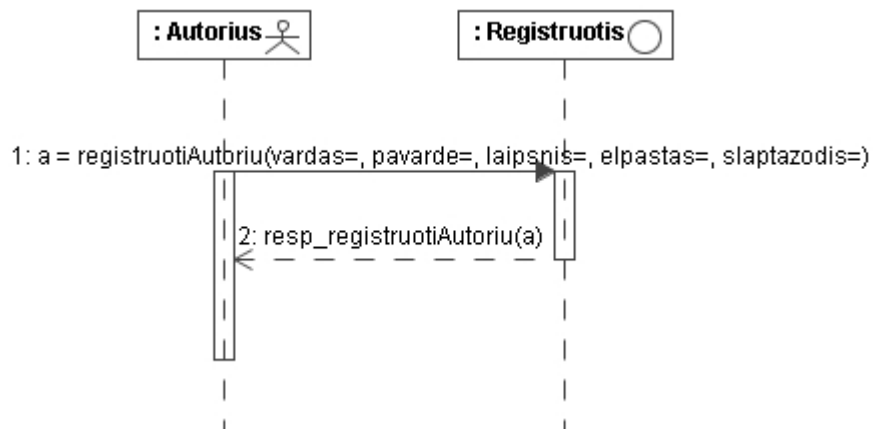 : Autorius
: Registruotis
1: a = registruotiAutoriu(vardas=, pavarde=, laipsnis=, elpastas=, slaptazodis=)
2: resp_registruotiAutoriu(a)